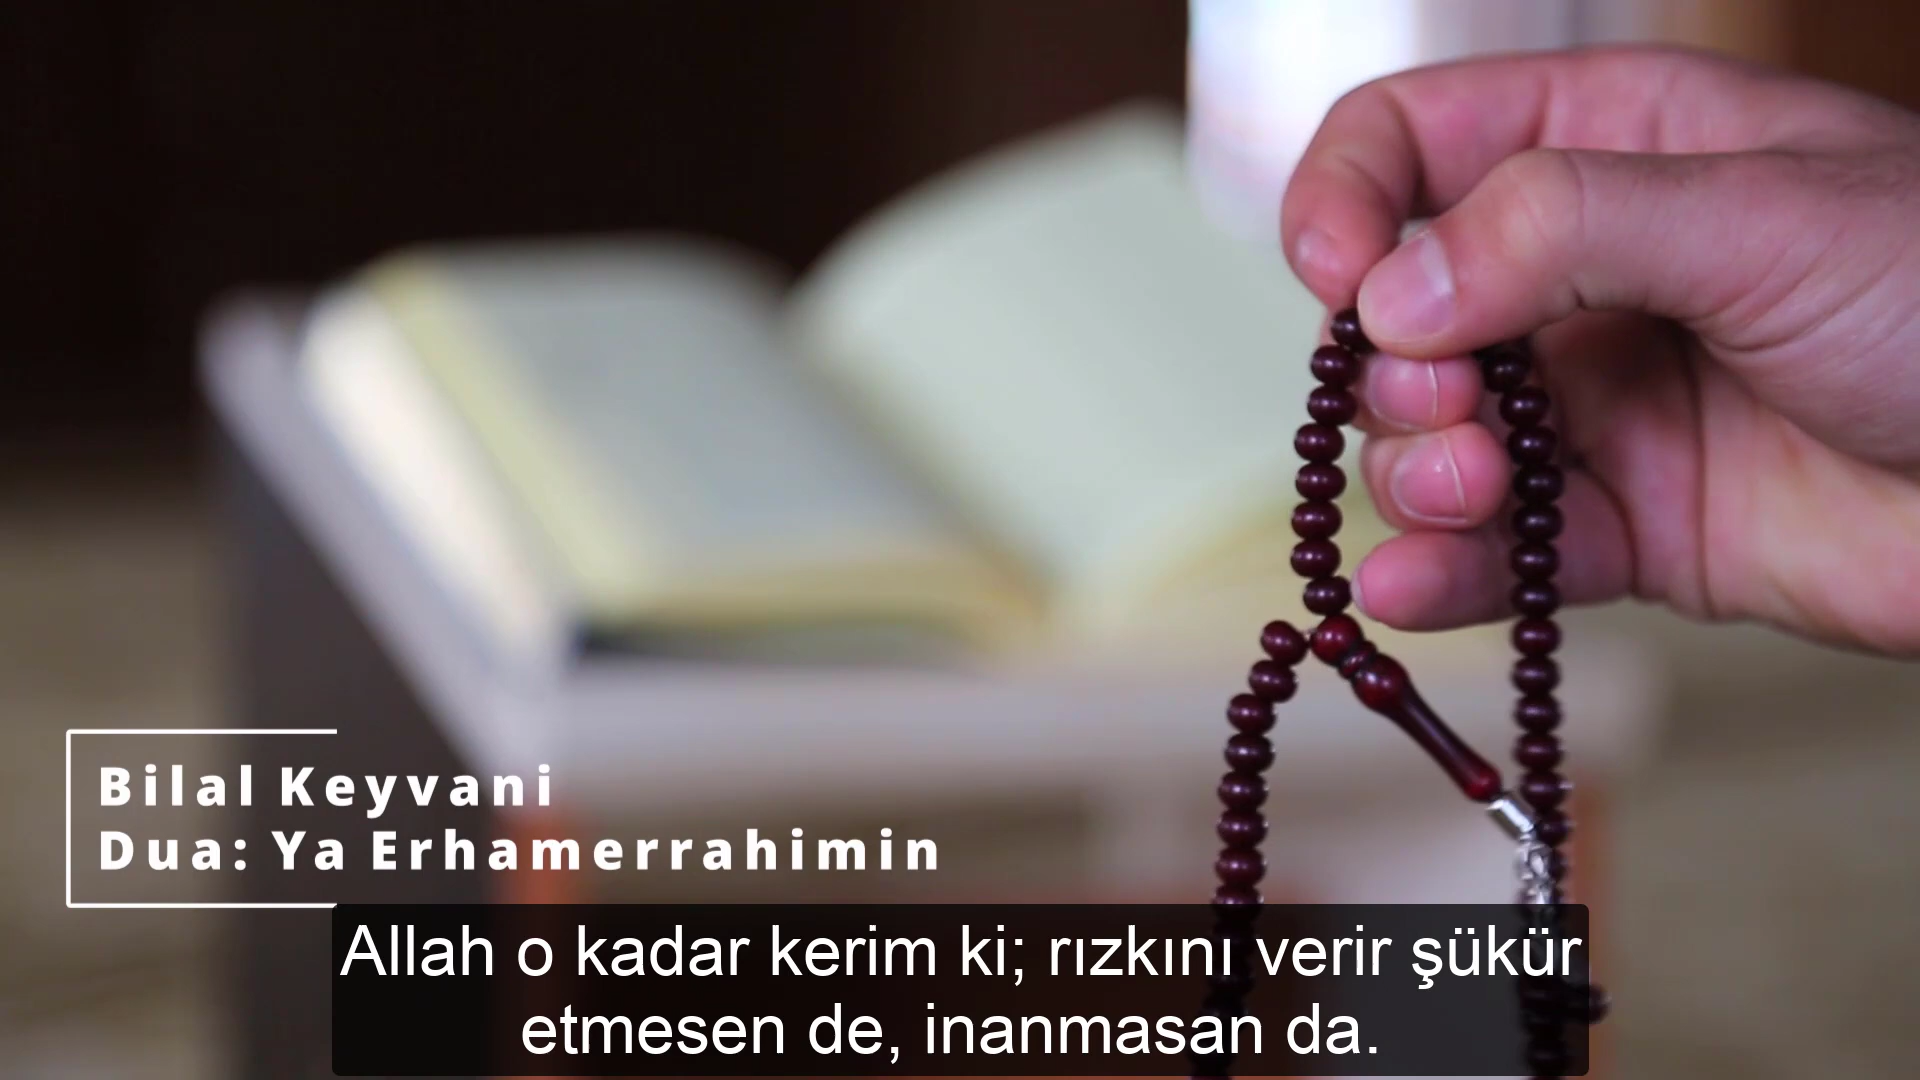 Bilal Keyvani
Dua: Ya Erhamerrahimin
Allah o kadar kerim ki; rızkını verir şükür
etmesen de, inanmasan da.